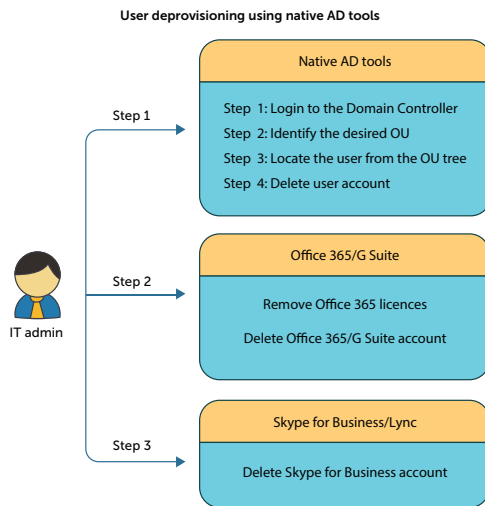 User deprovisioning using native AD tools
Native AD tools
Step 1
Step 1: Login to the Domain Controller
Step 2: Identify the desired OU
Step 3: Locate the user from the OU tree
Step 4: Delete user account
IT admin
Step 2
Office 365/G Suite
Remove Office 365 licences
Delete Office 365/G Suite account
Step 3
Skype for Business/Lync
Delete Skype for Business account